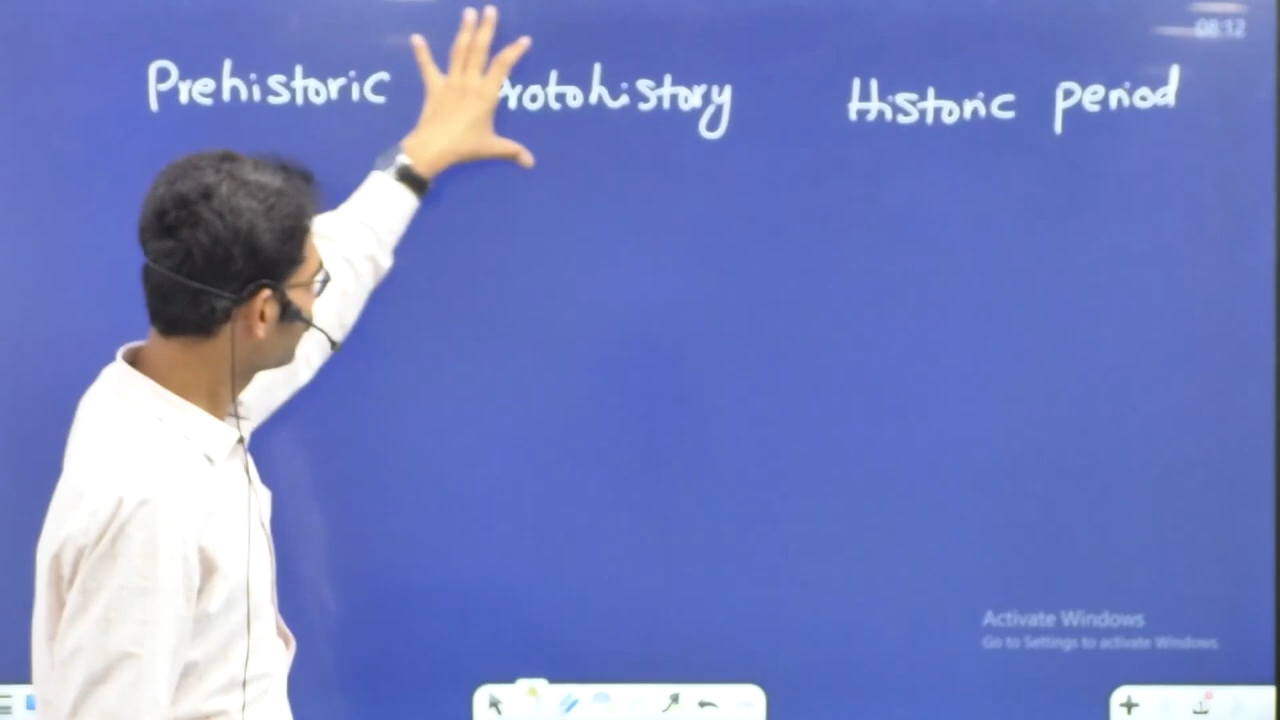 08:12
Prehistoric rotohistory Historic period
Activate Windows
Go to Settings to activate Windows.